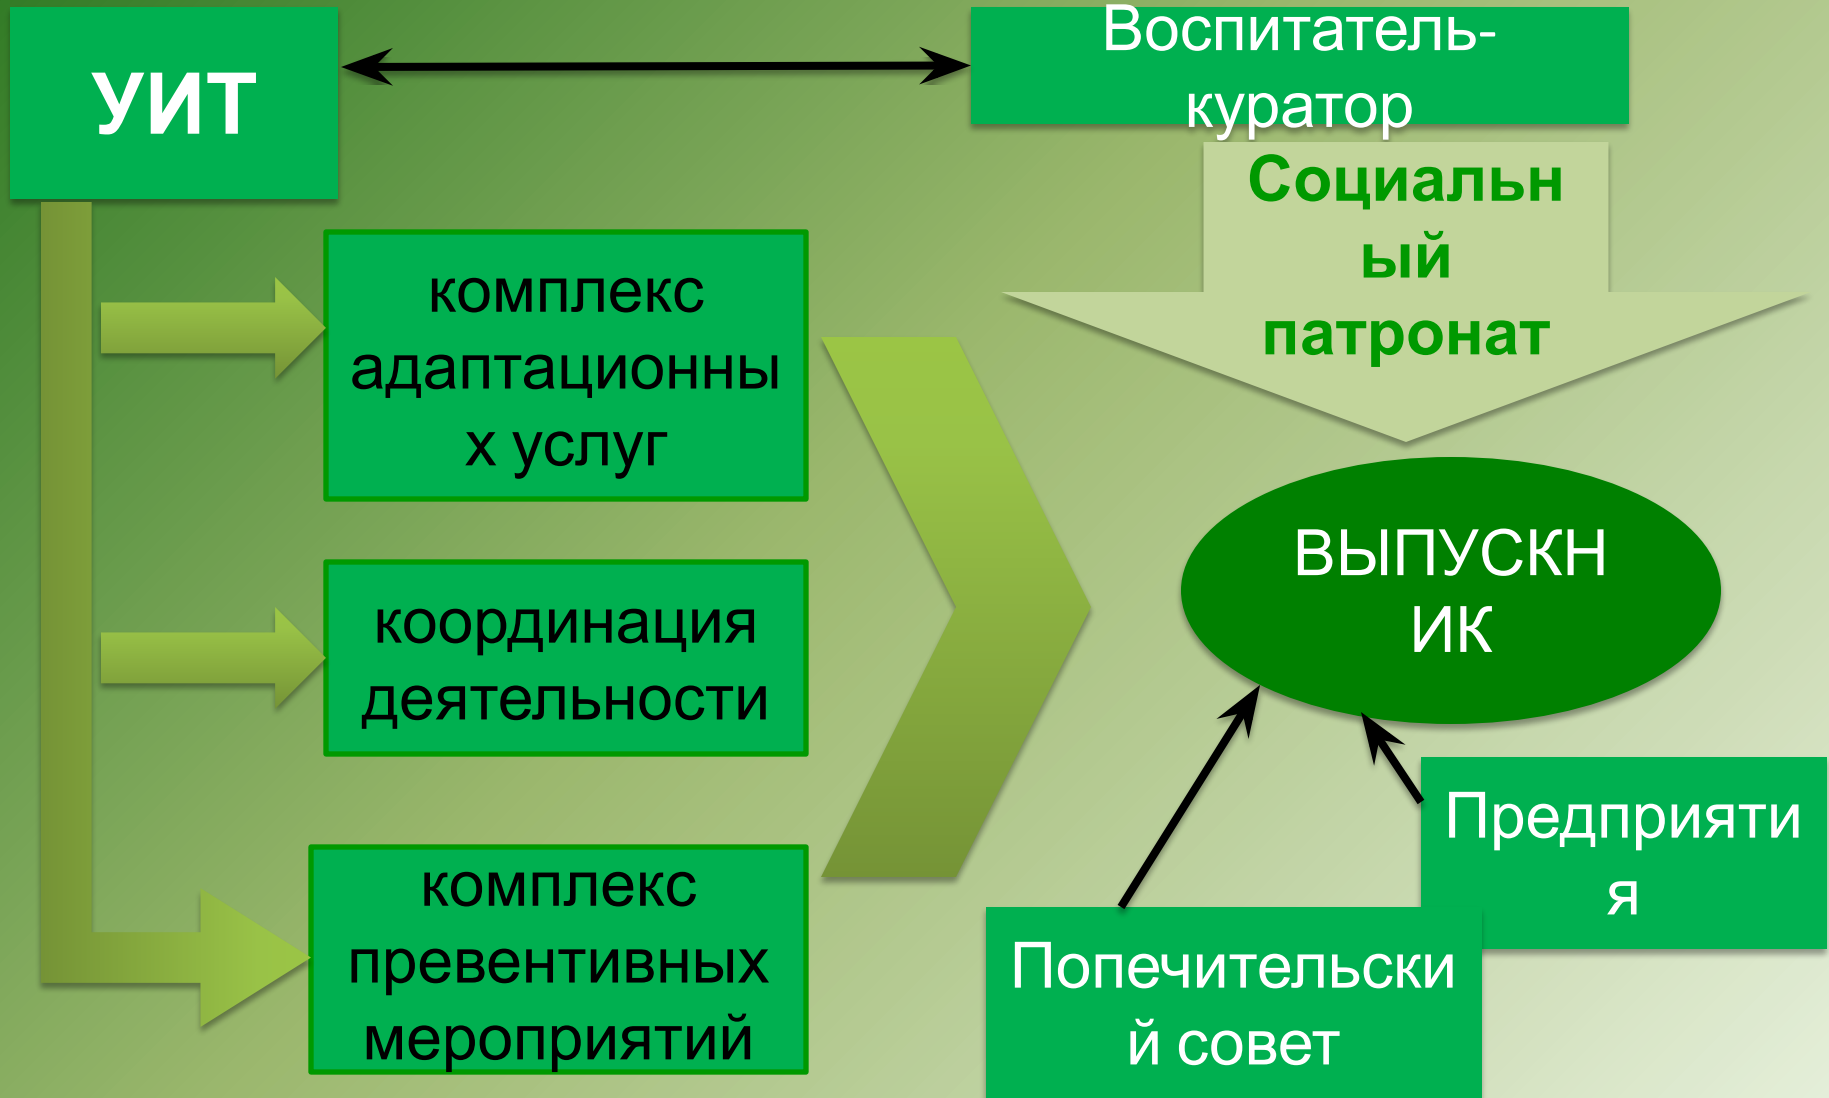 УИТ
Воспитатель-
куратор
Социальн
ый
патронат
комплекс
адаптационны
х услуг
координация
деятельности
комплекс
превентивных
мероприятий
ВЫПУСКН
ИК
Предприяти
я
Попечительски
й совет